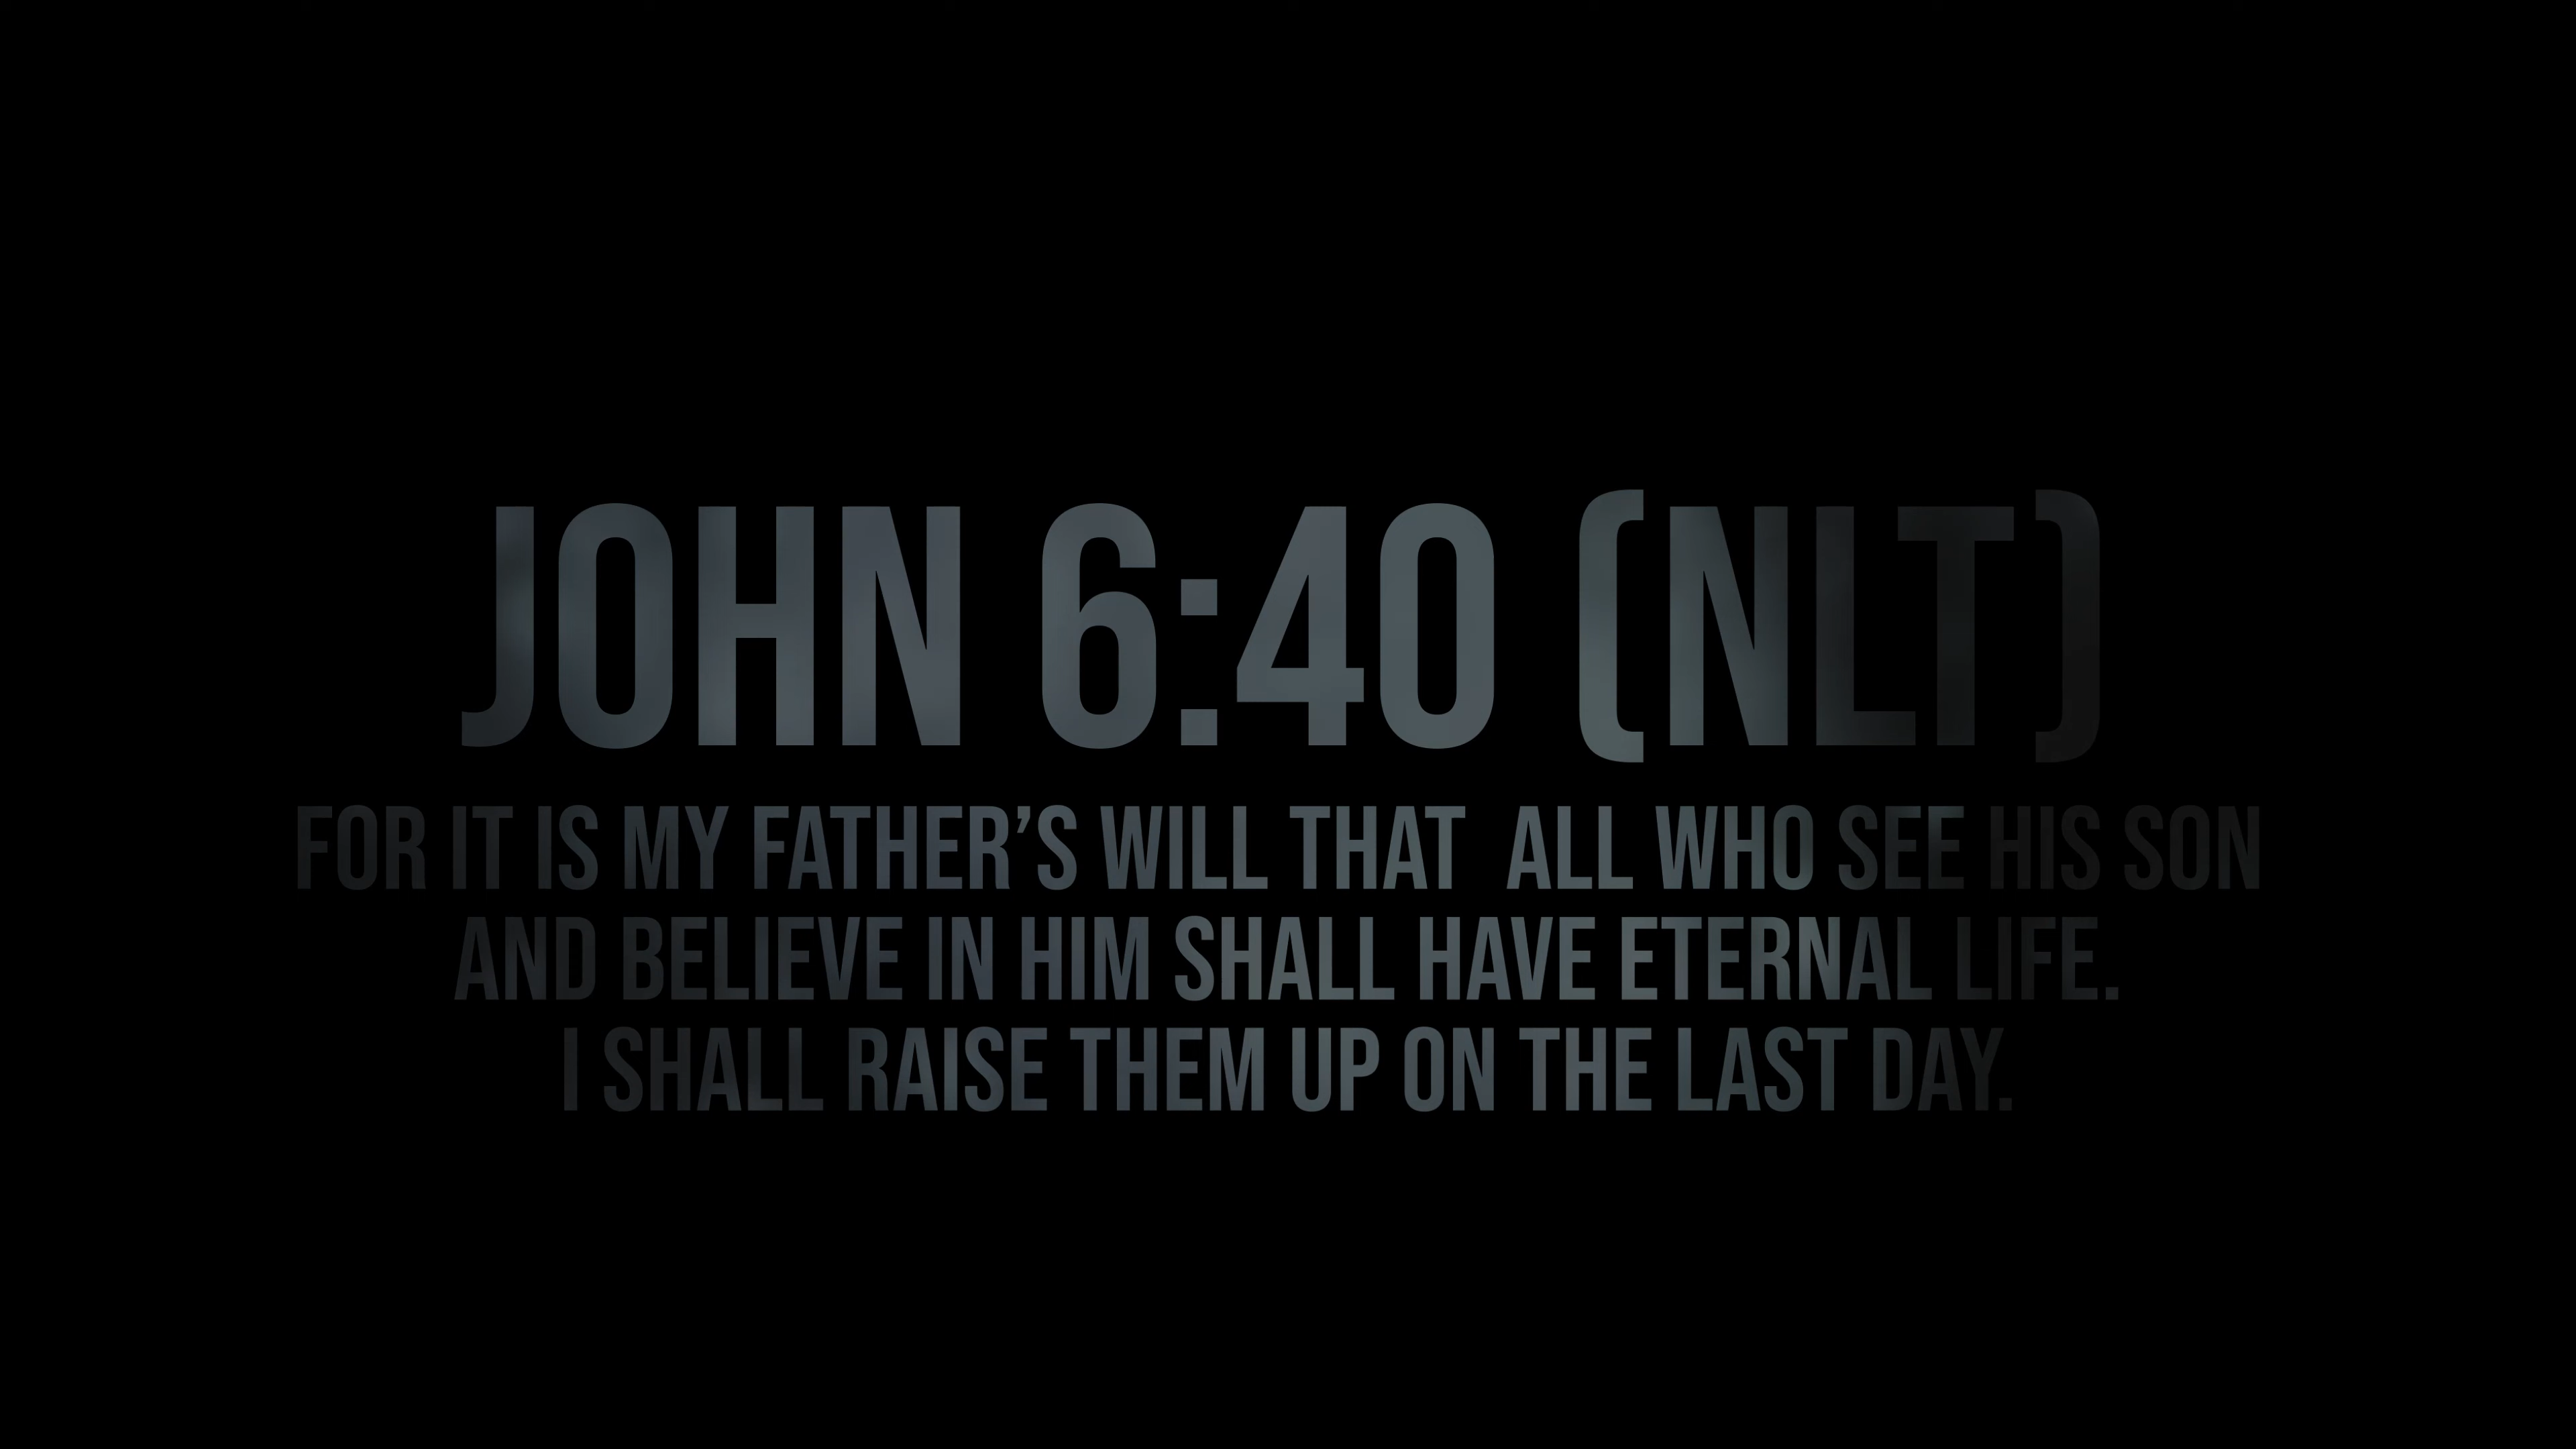 JOHN 6:40 (NLT)
FOR IT IS MY FATHER’S WILL THAT  ALL WHO SEE HIS SON
AND BELIEVE IN HIM SHALL HAVE ETERNAL LIFE.
I SHALL RAISE THEM UP ON THE LAST DAY.